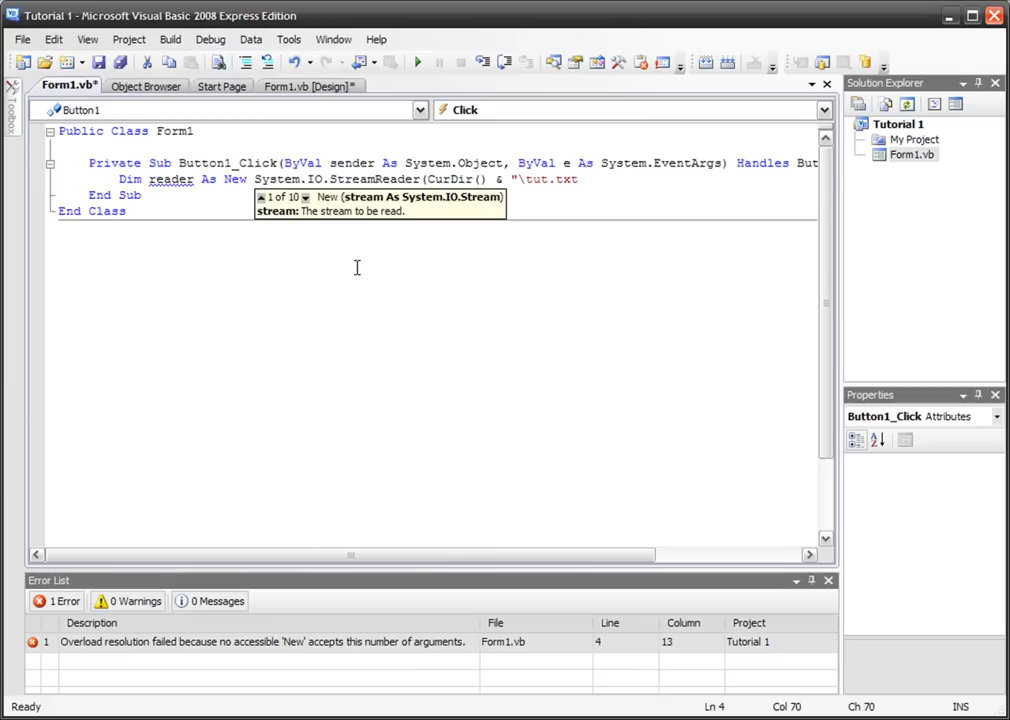 Tutorial 1 - Microsoft Visual Basic 2008 Express Edition
File Edit View Project Build Debug Data Tools Window Help
Form1.vb* Object Browser Start Page Form1.vb [Design]*
Toolbox
Button1 Click
Public Class Form1
Private Sub Button1_Click(ByVal sender As System.Object, ByVal e As System.EventArgs) Handles But
Dim reader As New System.IO.StreamReader(CurDir() & "\tut.txt
End Sub
End Class
1 of 10 New (stream As System.IO.Stream)
stream: The stream to be read.
Solution Explorer
Tutorial 1
My Project
Form1.vb
Properties
Button1_Click Attributes
Error List
1 Error 0 Warnings 0 Messages
Description File Line Column Project
1 Overload resolution failed because no accessible 'New' accepts this number of arguments. Form1.vb 4 13 Tutorial 1
Ready Ln 4 Col 70 Ch 70 INS